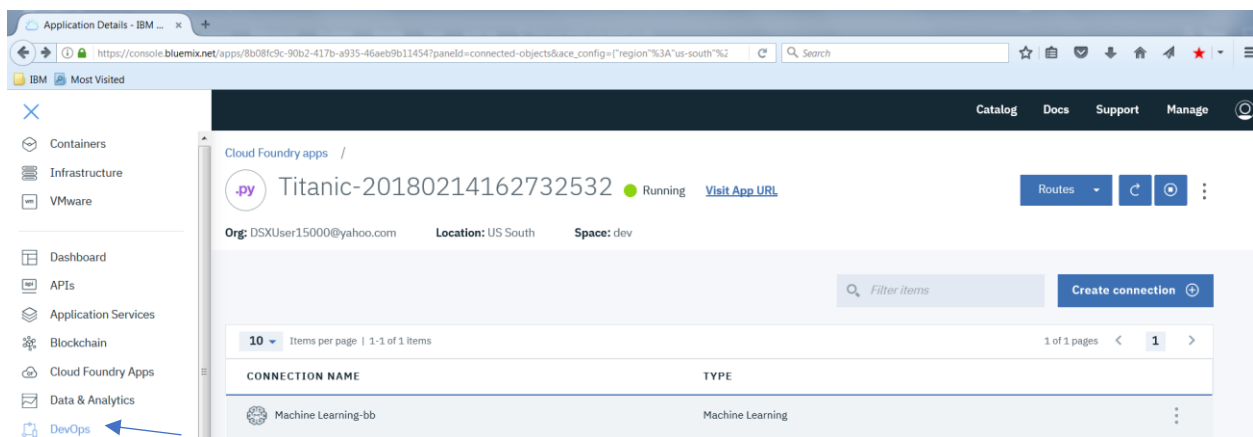 Application Details - IBM ... × +
https://console.bluemix.net/apps/8b08fc9c-90b2-417b-a935-46aeb9b11454?paneId=connected-objects&ace_config={"region"%3A"us-south"%2 Search
IBM Most Visited
Catalog Docs Support Manage
Containers
Infrastructure
vm VMware
Dashboard
api APIs
Application Services
Blockchain
CF Cloud Foundry Apps
Data & Analytics
DevOps
Cloud Foundry apps /
.py Titanic-20180214162732532 Running Visit App URL Routes
Org: DSXUser15000@yahoo.com Location: US South Space: dev
Filter items Create connection
10 Items per page | 1-1 of 1 items 1 of 1 pages < 1 >
CONNECTION NAME TYPE
Machine Learning-bb Machine Learning